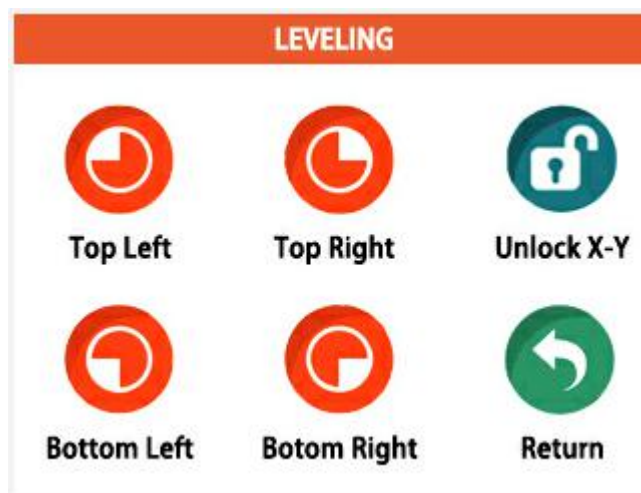 LEVELING
Top Left
Top Right
Unlock X-Y
Bottom Left
Botom Right
Return